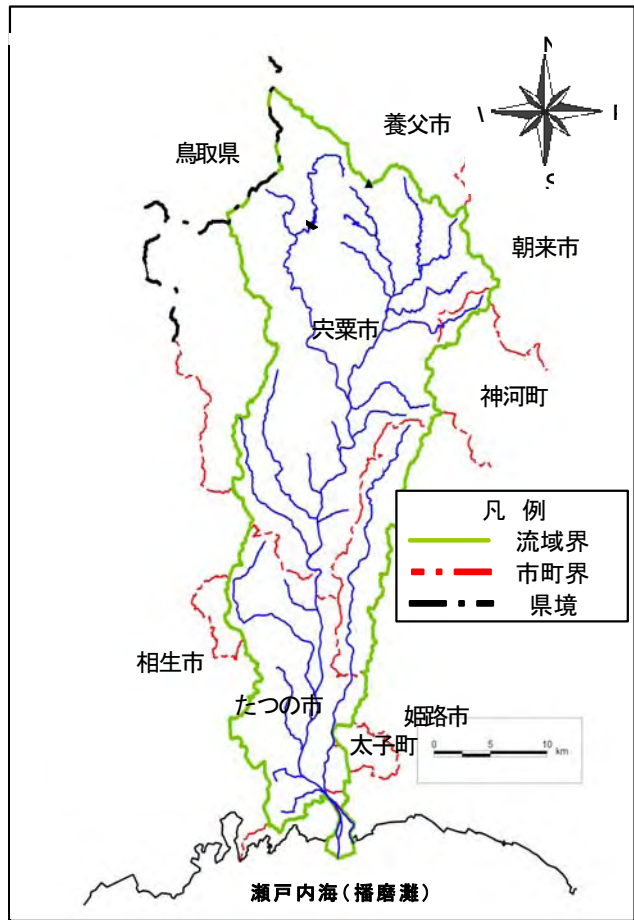 N
養父市
鳥取県
S
朝来市
宍粟市
神河町
凡 例
流域界
市町界
県境
相生市
たつの市
姫路市
太子町
0 5 10
km
瀬戸内海(播磨灘)